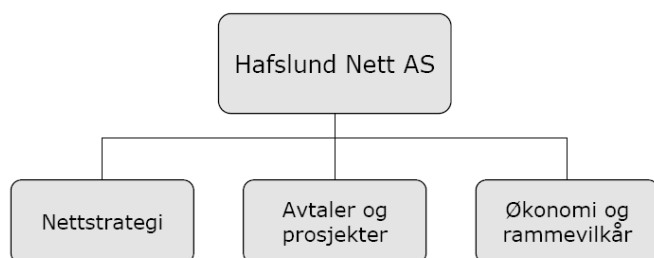 Hafslund Nett AS
Nettstrategi
Avtaler og
prosjekter
Økonomi og
rammevilkår